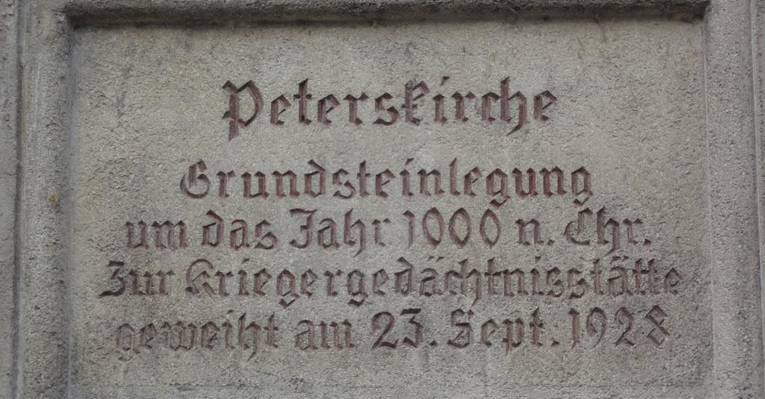 Peterskirche
Grundsteinlegung
um das Jahr 1000 n. Chr.
Zur Kriegergedächtnisstätte
geweiht am 23. Sept. 1928